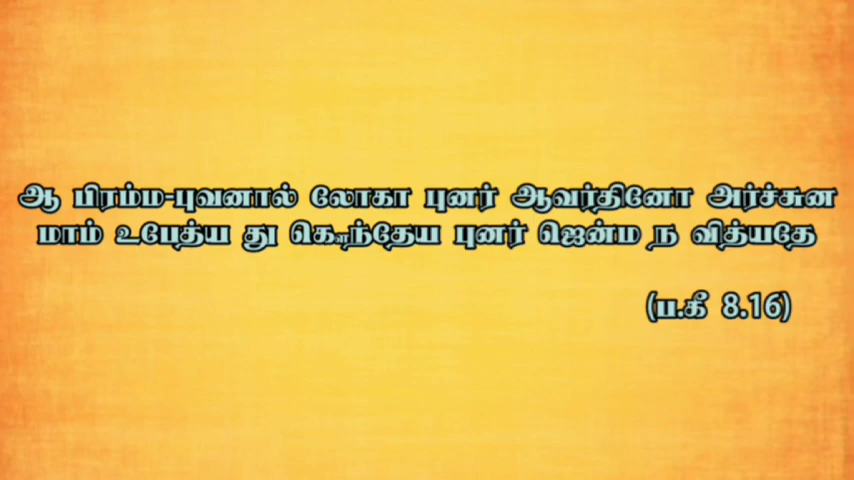 ஆ பிரம்ம-புவனால் லோகா புனர் ஆவர்தினோ அர்ச்சுன
மாம் உபேத்ய து கௌந்தேய புனர் ஜென்ம ந வித்யதே
(ப.கீ 8.16)